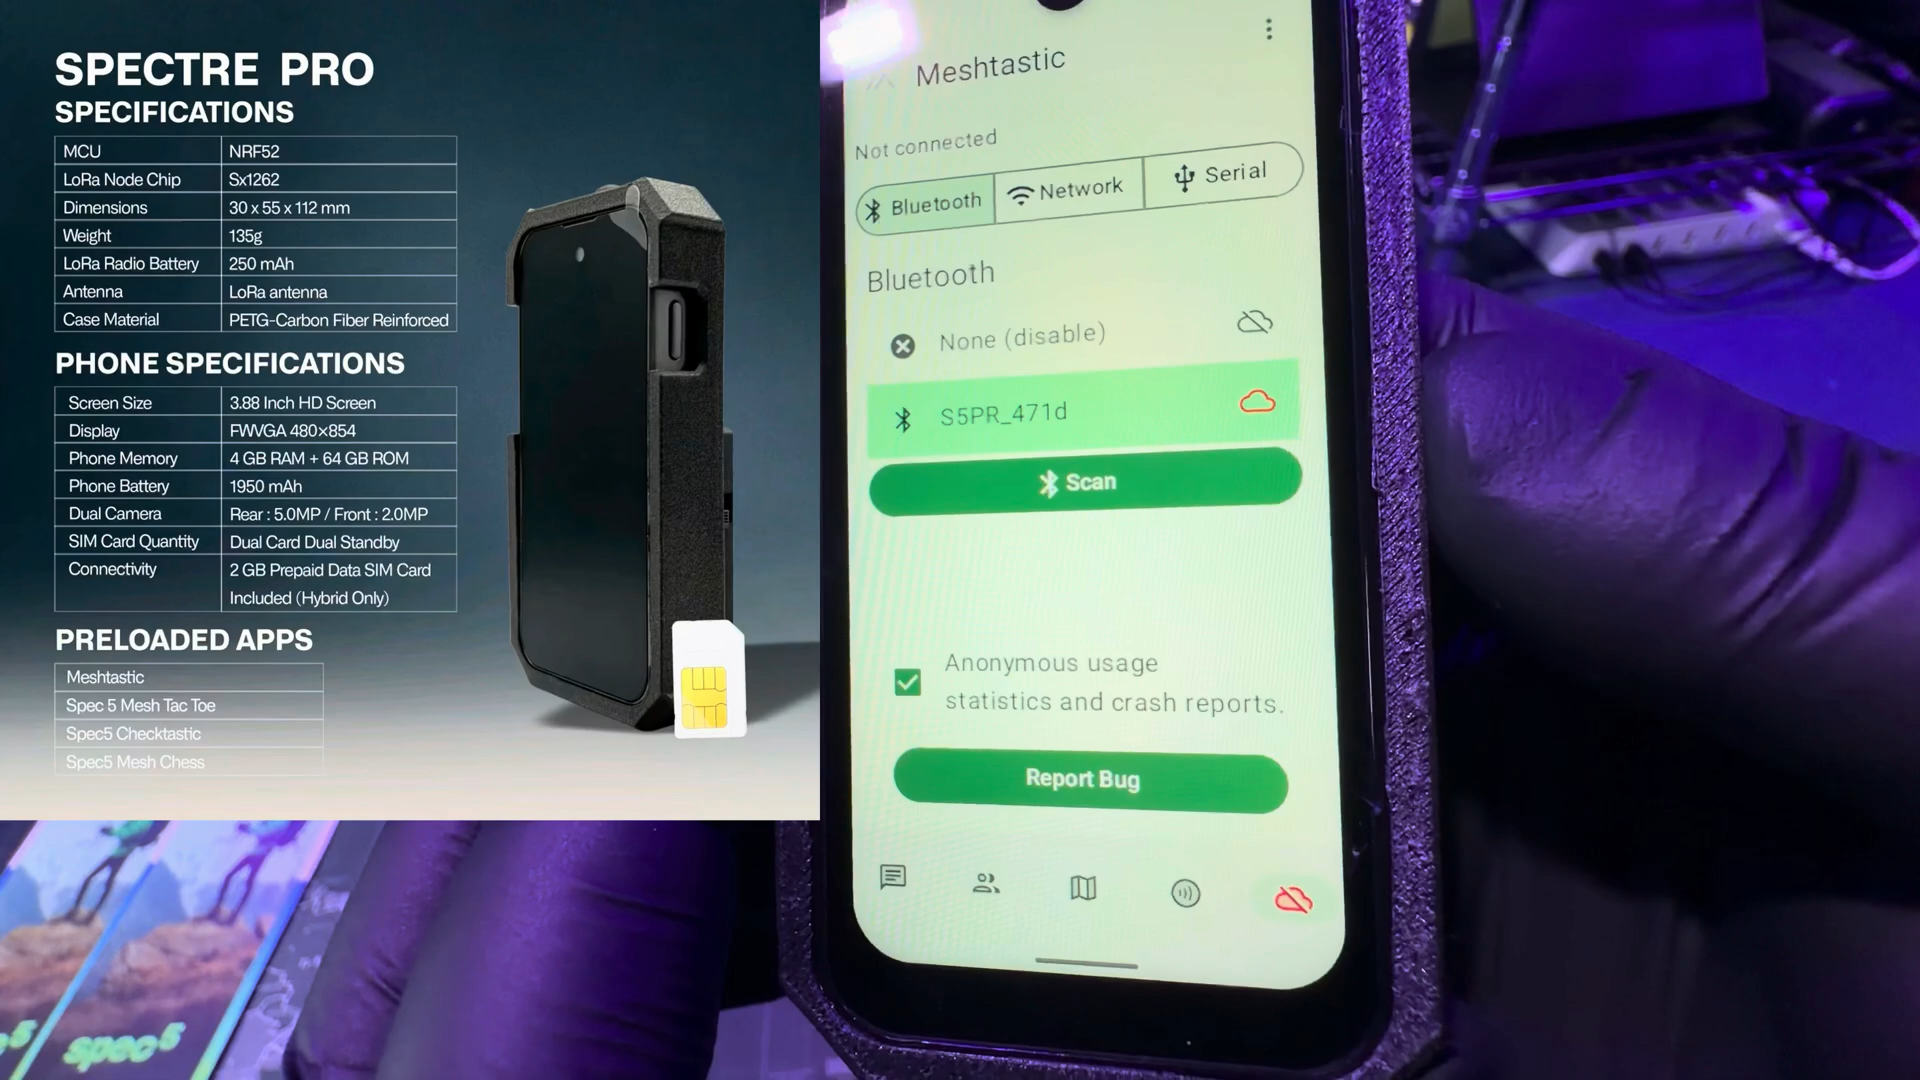 SPECTRE PRO
SPECIFICATIONS
MCU NRF52
LoRa Node Chip Sx1262
Dimensions 30 x 55 x 112 mm
Weight 135g
LoRa Radio Battery 250 mAh
Antenna LoRa antenna
Case Material PETG-Carbon Fiber Reinforced
PHONE SPECIFICATIONS
Screen Size 3.88 Inch HD Screen
Display FWVGA 480×854
Phone Memory 4 GB RAM + 64 GB ROM
Phone Battery 1950 mAh
Dual Camera Rear : 5.0MP / Front : 2.0MP
SIM Card Quantity Dual Card Dual Standby
Connectivity 2 GB Prepaid Data SIM Card
Included (Hybrid Only)
PRELOADED APPS
Meshtastic
Spec 5 Mesh Tac Toe
Spec5 Checktastic
Spec5 Mesh Chess
Meshtastic
Not connected
Bluetooth Network Serial
Bluetooth
None (disable)
S5PR_471d
Scan
Anonymous usage
statistics and crash reports.
Report Bug
spec5